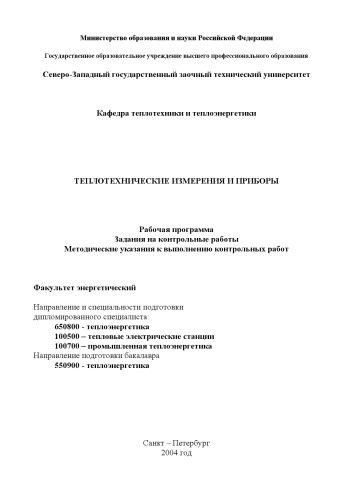 Министерство образования и науки Российской Федерации
Государственное образовательное учреждение высшего профессионального образования
Северо-Западный государственный заочный технический университет
Кафедра теплотехники и теплоэнергетики
ТЕПЛОТЕХНИЧЕСКИЕ ИЗМЕРЕНИЯ И ПРИБОРЫ
Рабочая программа
Задания на контрольные работы
Методические указания к выполнению контрольных работ
Факультет энергетический
Направление и специальности подготовки
дипломированного специалиста:
650800 - теплоэнергетика
100500 – тепловые электрические станции
100700 – промышленная теплоэнергетика
Направление подготовки бакалавра
550900 - теплоэнергетика
Санкт – Петербург
2004 год